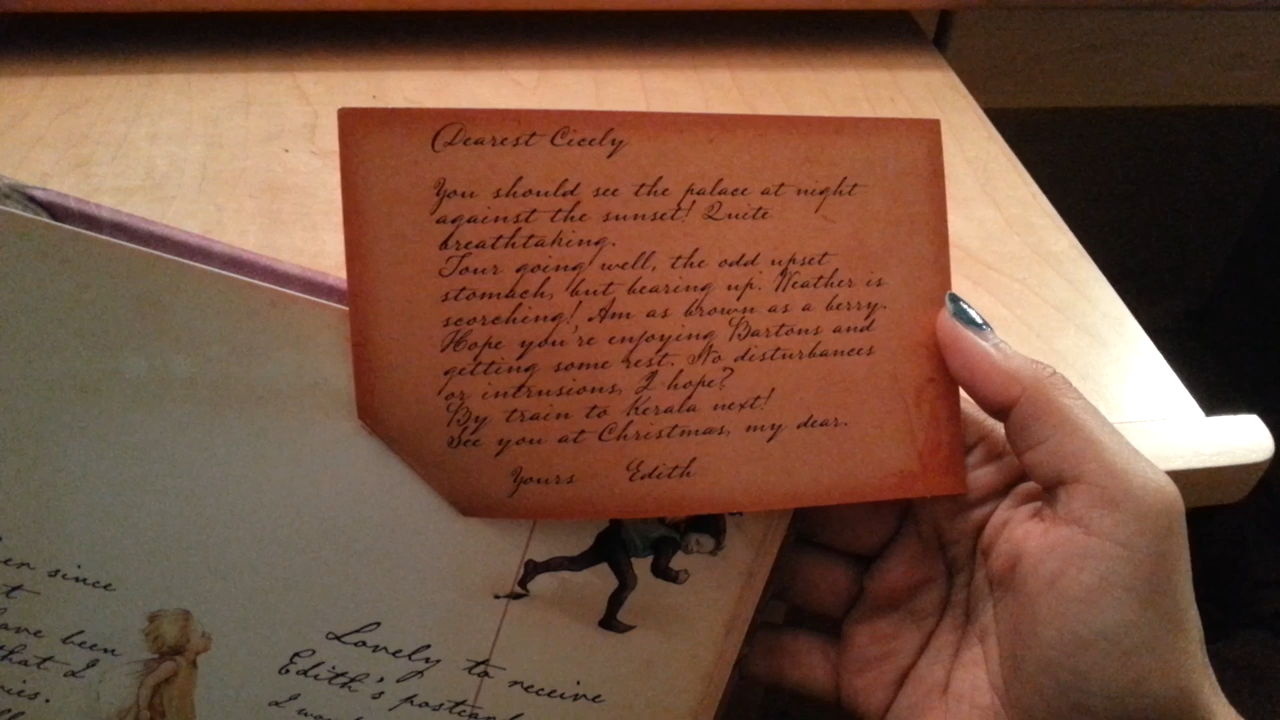 Dearest Cicely
You should see the palace at night
against the sunset! Quite
breathtaking.
Tour going well, the odd upset
stomach, but bearing up. Weather is
scorching! Am as brown as a berry.
Hope you're enjoying Bartons and
getting some rest. No disturbances
or intrusions, I hope?
By train to Kerala next!
See you at Christmas, my dear.
Yours Edith
since
been
that I
Lovely to receive
Edith's